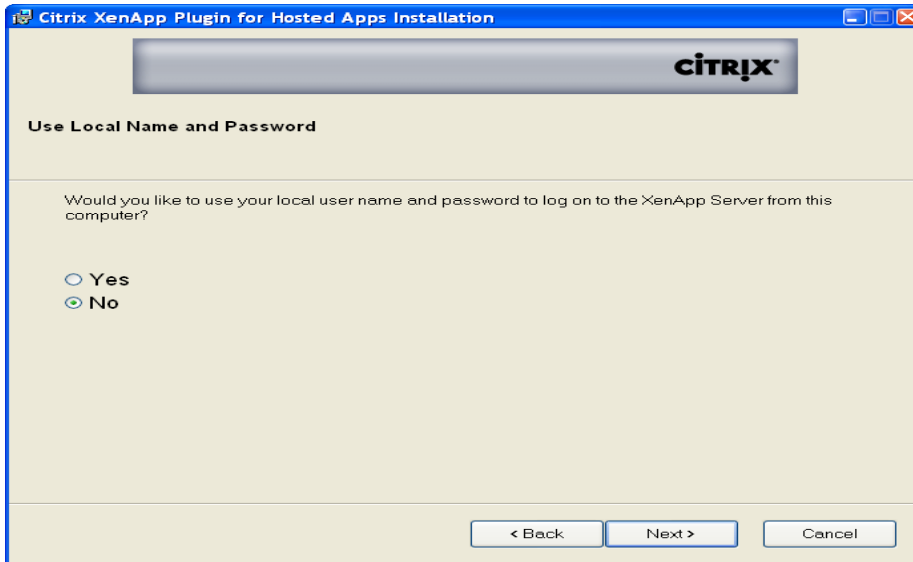 Citrix XenApp Plugin for Hosted Apps Installation
CITRIX
Use Local Name and Password
Would you like to use your local user name and password to log on to the XenApp Server from this
computer?
Yes
No
< Back Next > Cancel